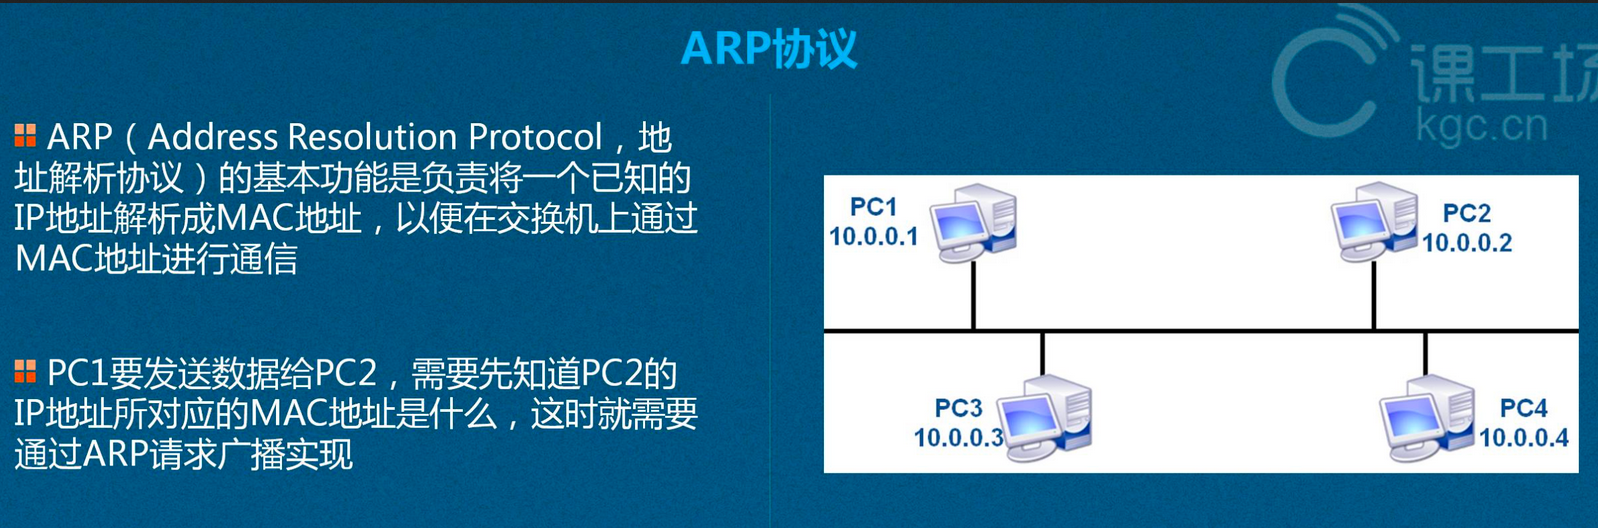 ARP协议
课工场
kgc.cn
ARP（Address Resolution Protocol，地
址解析协议）的基本功能是负责将一个已知的
IP地址解析成MAC地址，以便在交换机上通过
MAC地址进行通信
PC1要发送数据给PC2，需要先知道PC2的
IP地址所对应的MAC地址是什么，这时就需要
通过ARP请求广播实现
PC1
10.0.0.1
PC2
10.0.0.2
PC3
10.0.0.3
PC4
10.0.0.4